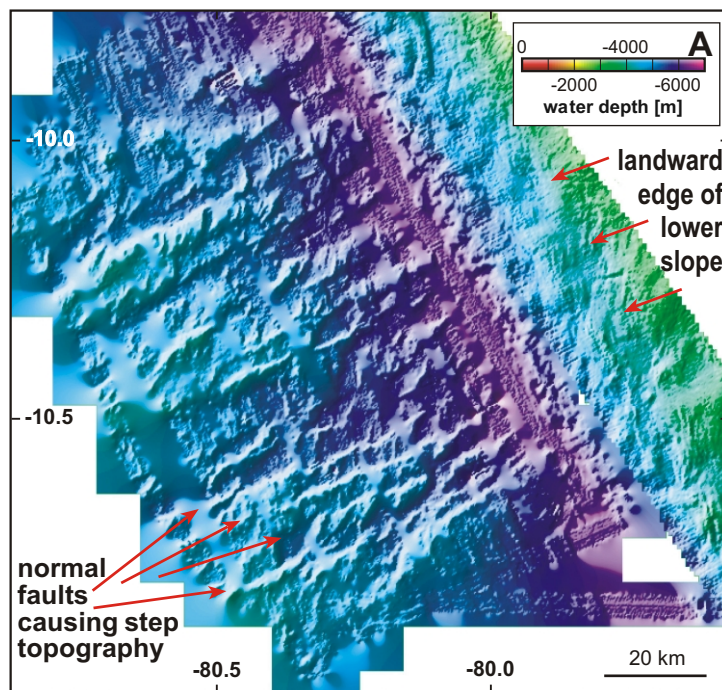 A
0 -4000
-2000 -6000
water depth [m]
-10.0
landward
edge of
lower
slope
-10.5
normal
faults
causing step
topography
-80.5
-80.0
20 km